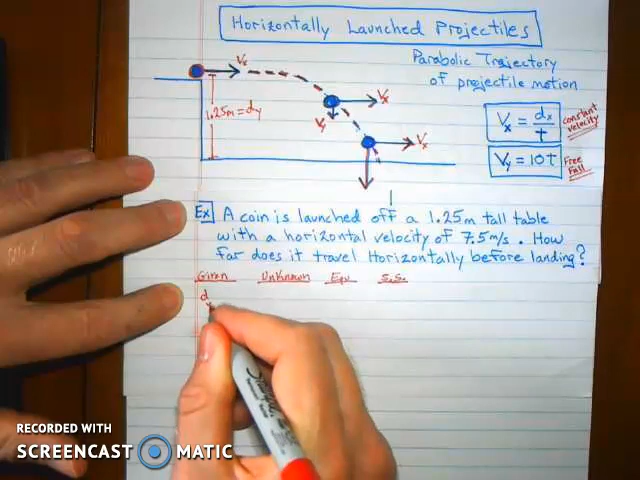 Horizontally Launched Projectiles
Vx
Parabolic Trajectory
of projectile motion
1.25m = dy
Vx
Vy
Vx
Vx = dx/t
constant velocity
Vy = 10t
Free Fall
Ex A coin is launched off a 1.25m tall table
with a horizontal velocity of 7.5m/s. How
far does it travel Horizontally before landing?
Given Unknown Equ S.S.
d
RECORDED WITH
SCREENCAST-O-MATIC